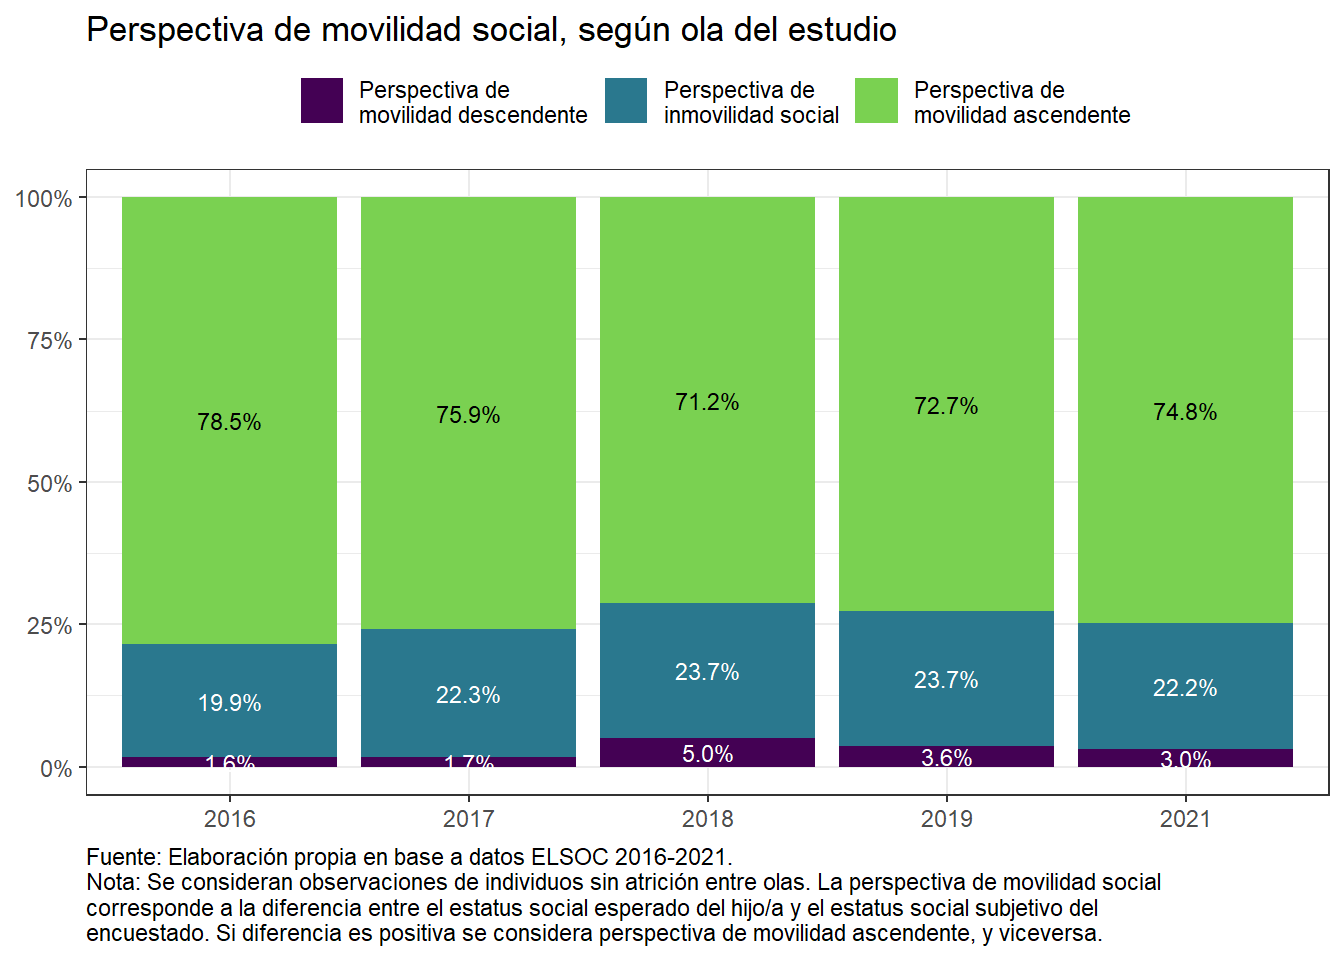 Perspectiva de movilidad social, según ola del estudio
Perspectiva de
movilidad descendente
Perspectiva de
inmovilidad social
Perspectiva de
movilidad ascendente
100%
75%
50%
25%
0%
78.5%
75.9%
71.2%
72.7%
74.8%
19.9%
22.3%
23.7%
23.7%
22.2%
1.6%
1.7%
5.0%
3.6%
3.0%
2016
2017
2018
2019
2021
Fuente: Elaboración propia en base a datos ELSOC 2016-2021.
Nota: Se consideran observaciones de individuos sin atrición entre olas. La perspectiva de movilidad social
corresponde a la diferencia entre el estatus social esperado del hijo/a y el estatus social subjetivo del
encuestado. Si diferencia es positiva se considera perspectiva de movilidad ascendente, y viceversa.